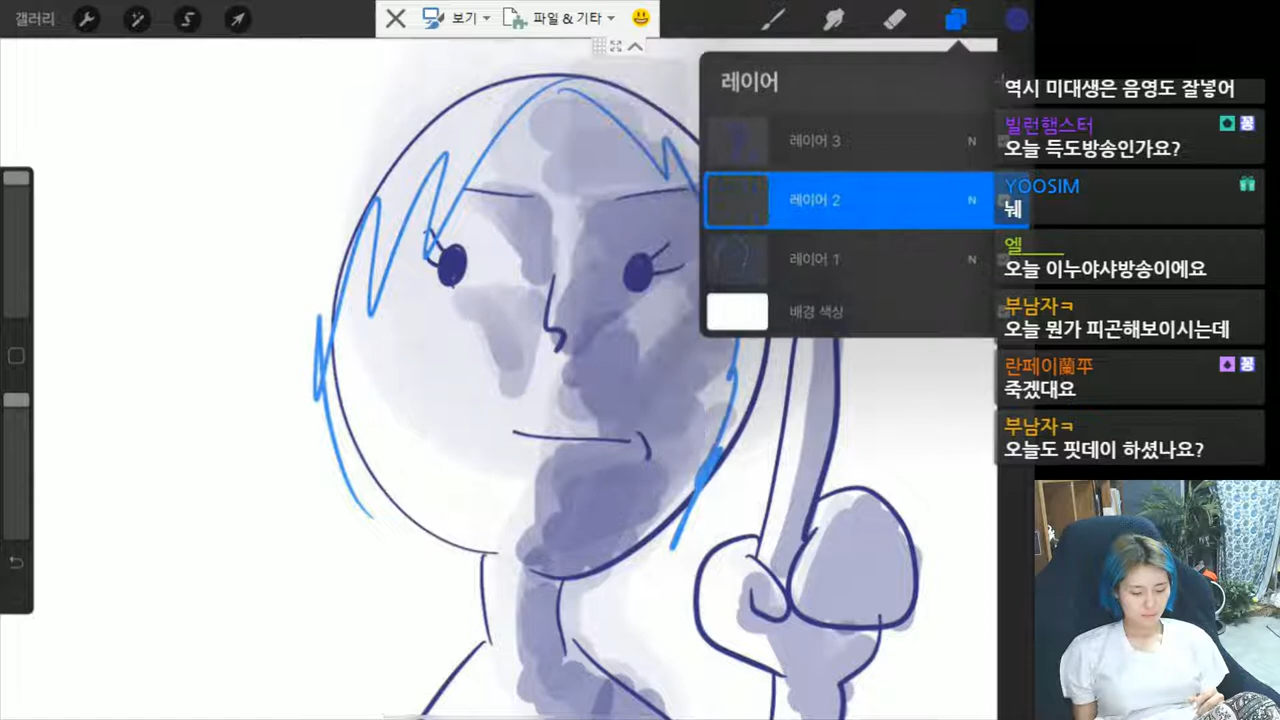 갤러리
보기
파일 & 기타
레이어
레이어 3
N
레이어 2
N
레이어 1
N
배경 색상
역시 미대생은 음영도 잘넣어
빌런햄스터
오늘 득도방송인가요?
YOOSIM
눼
엘____
오늘 이누야샤방송이에요
부남자ㅋ
오늘 뭔가 피곤해보이시는데
란페이蘭平
죽겠대요
부남자ㅋ
오늘도 핏데이 하셨나요?